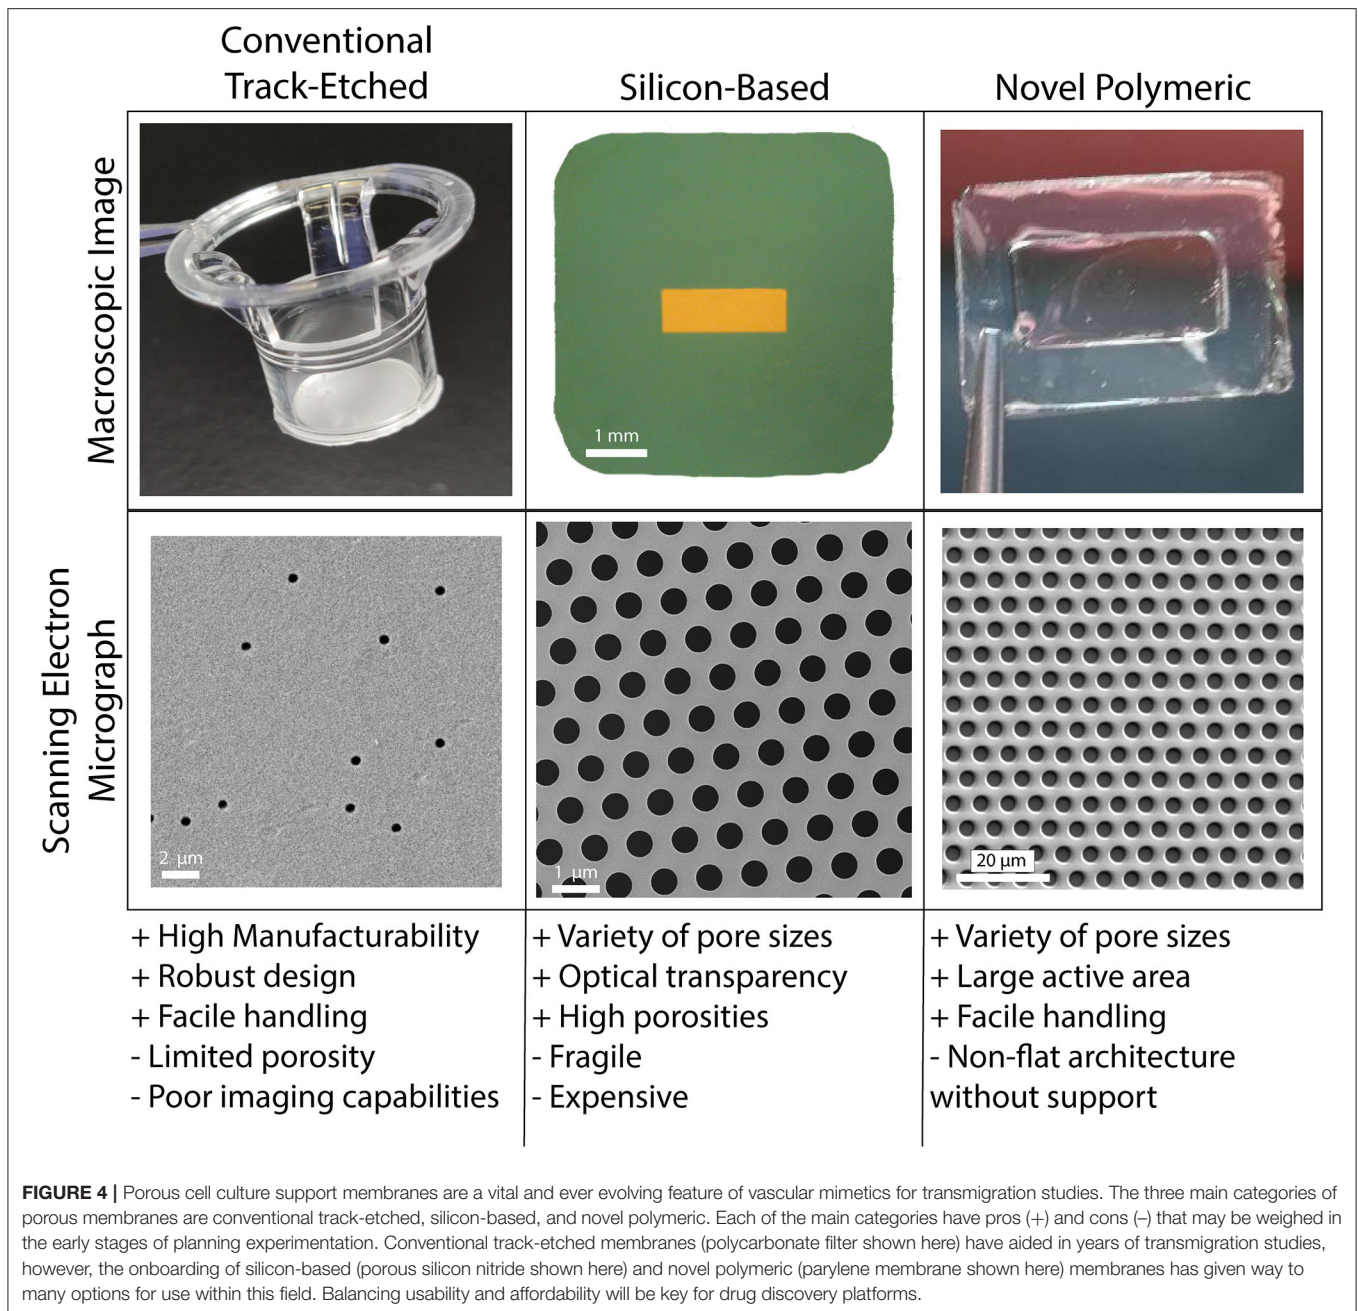 Conventional
Track-Etched
Silicon-Based
Novel Polymeric
Macroscopic Image
1 mm
Scanning Electron
Micrograph
2 μm
1 μm
20 μm
+ High Manufacturability
+ Robust design
+ Facile handling
- Limited porosity
- Poor imaging capabilities
+ Variety of pore sizes
+ Optical transparency
+ High porosities
- Fragile
- Expensive
+ Variety of pore sizes
+ Large active area
+ Facile handling
- Non-flat architecture
without support
FIGURE 4 | Porous cell culture support membranes are a vital and ever evolving feature of vascular mimetics for transmigration studies. The three main categories of
porous membranes are conventional track-etched, silicon-based, and novel polymeric. Each of the main categories have pros (+) and cons (–) that may be weighed in
the early stages of planning experimentation. Conventional track-etched membranes (polycarbonate filter shown here) have aided in years of transmigration studies,
however, the onboarding of silicon-based (porous silicon nitride shown here) and novel polymeric (parylene membrane shown here) membranes has given way to
many options for use within this field. Balancing usability and affordability will be key for drug discovery platforms.